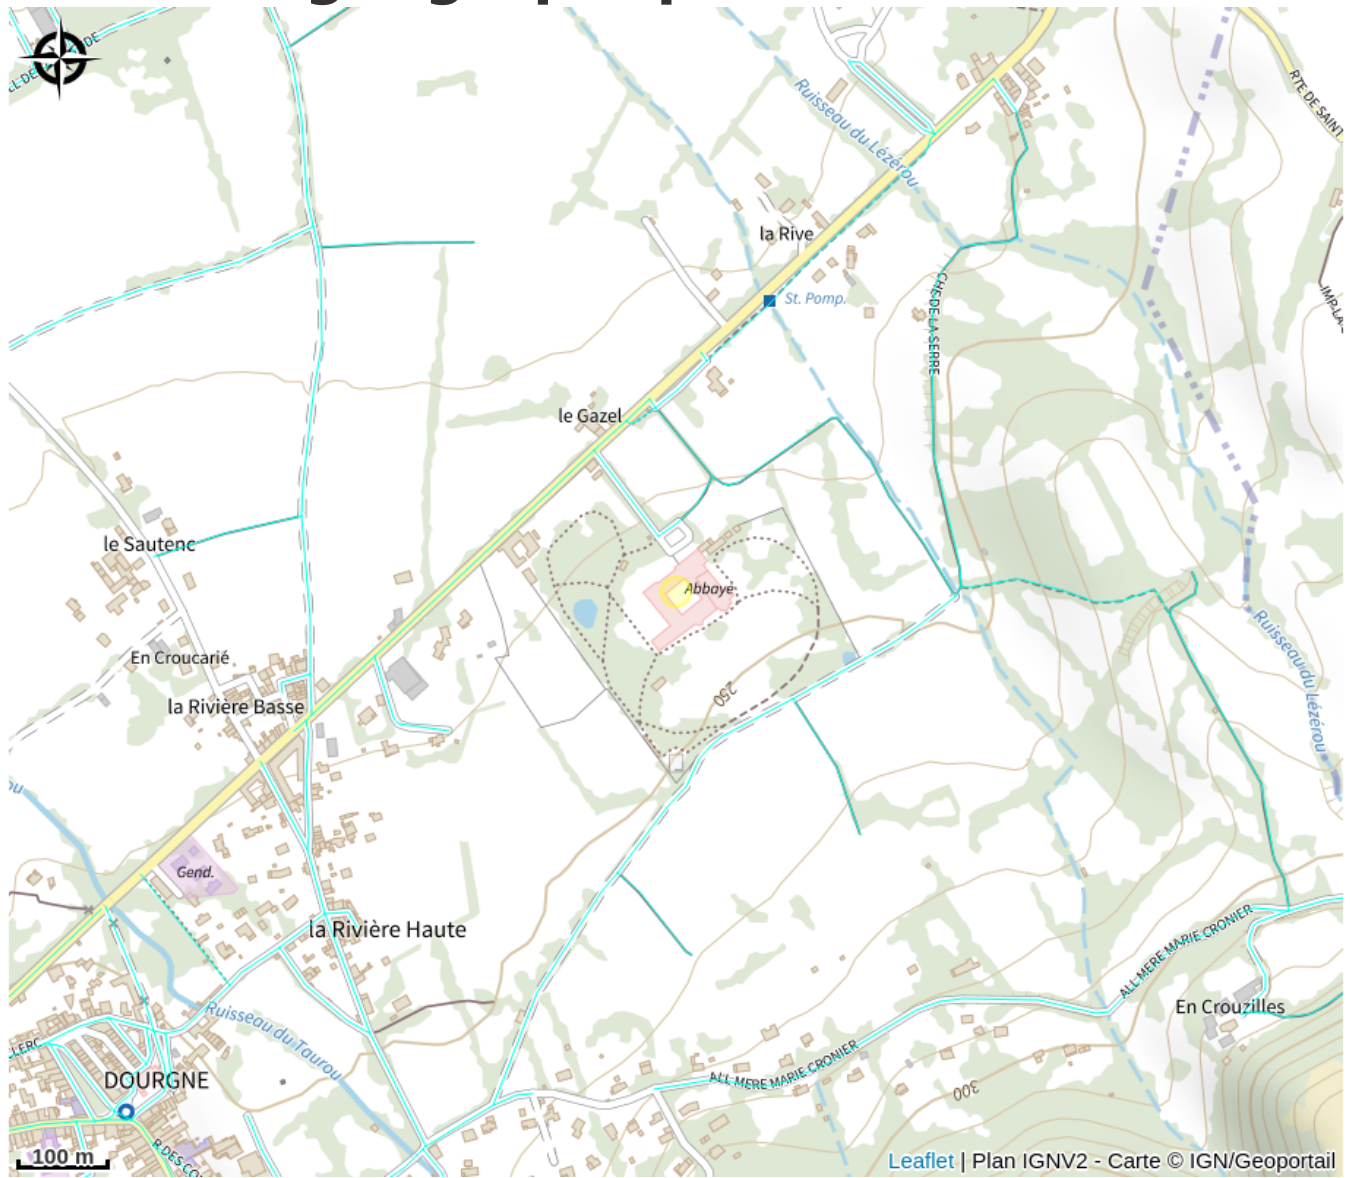 RTE DE SAINT
Ruisseau du Lézérou
la Rive
St. Pomp.
CHE DE LA SERRE
le Gazel
le Sautenc
Abbaye
En Croucarié
250
la Rivière Basse
Ruisseau du Lézérou
Gend.
la Rivière Haute
ALL MERE MARIE CRONIER
En Crouzilles
Ruisseau du Taurou
CLERC
DOURGNE
ALL MERE MARIE CRONIER
300
100 m
Leaflet | Plan IGNV2 - Carte © IGN/Geoportail